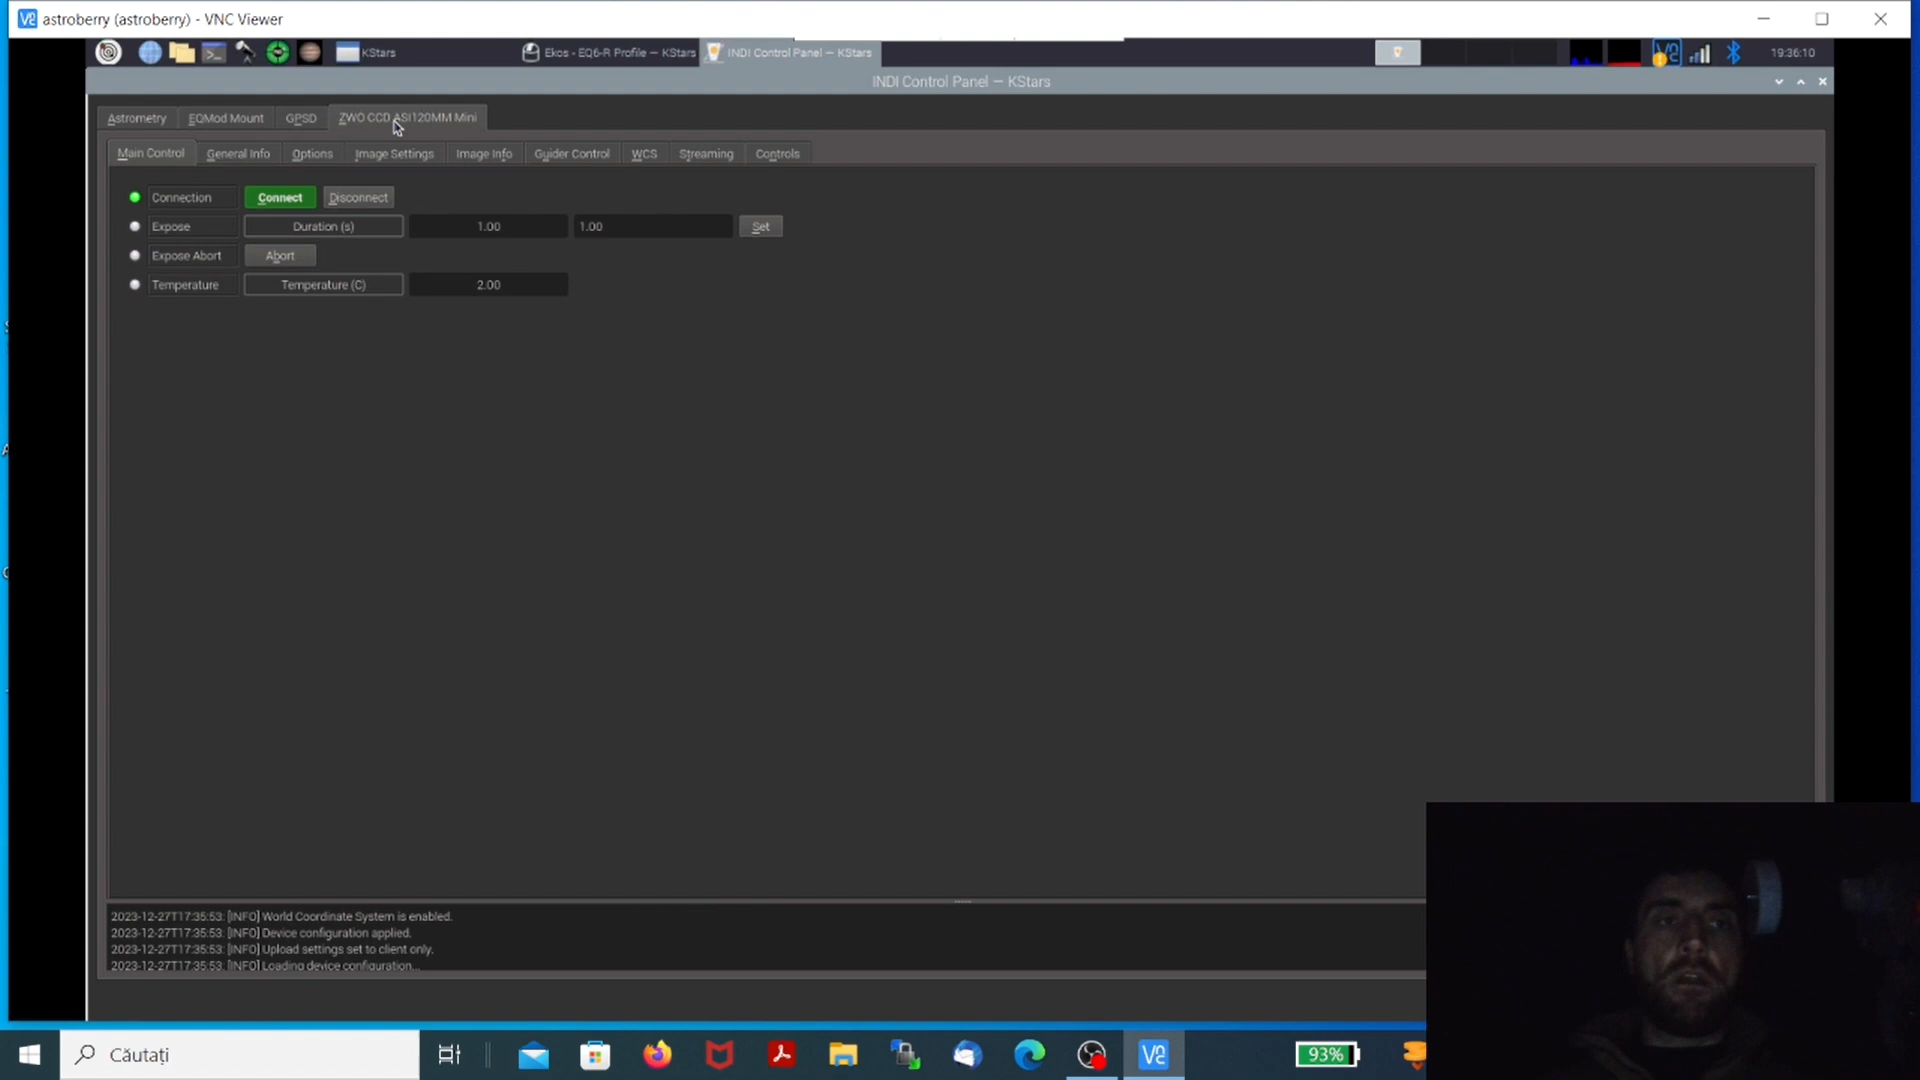 astroberry (astroberry) - VNC Viewer
KStars
Ekos - EQ6-R Profile — KStars
INDI Control Panel — KStars
19:36:10
INDI Control Panel — KStars
Astrometry
EQMod Mount
GPSD
ZWO CCD ASI120MM Mini
Main Control
General Info
Options
Image Settings
Image Info
Guider Control
WCS
Streaming
Controls
Connection
Connect
Disconnect
Expose
Duration (s)
1.00
1.00
Set
Expose Abort
Abort
Temperature
Temperature (C)
2.00
2023-12-27T17:35:53: [INFO] World Coordinate System is enabled.
2023-12-27T17:35:53: [INFO] Device configuration applied.
2023-12-27T17:35:53: [INFO] Upload settings set to client only.
2023-12-27T17:35:53: [INFO] Loading device configuration...
Căutați
93%